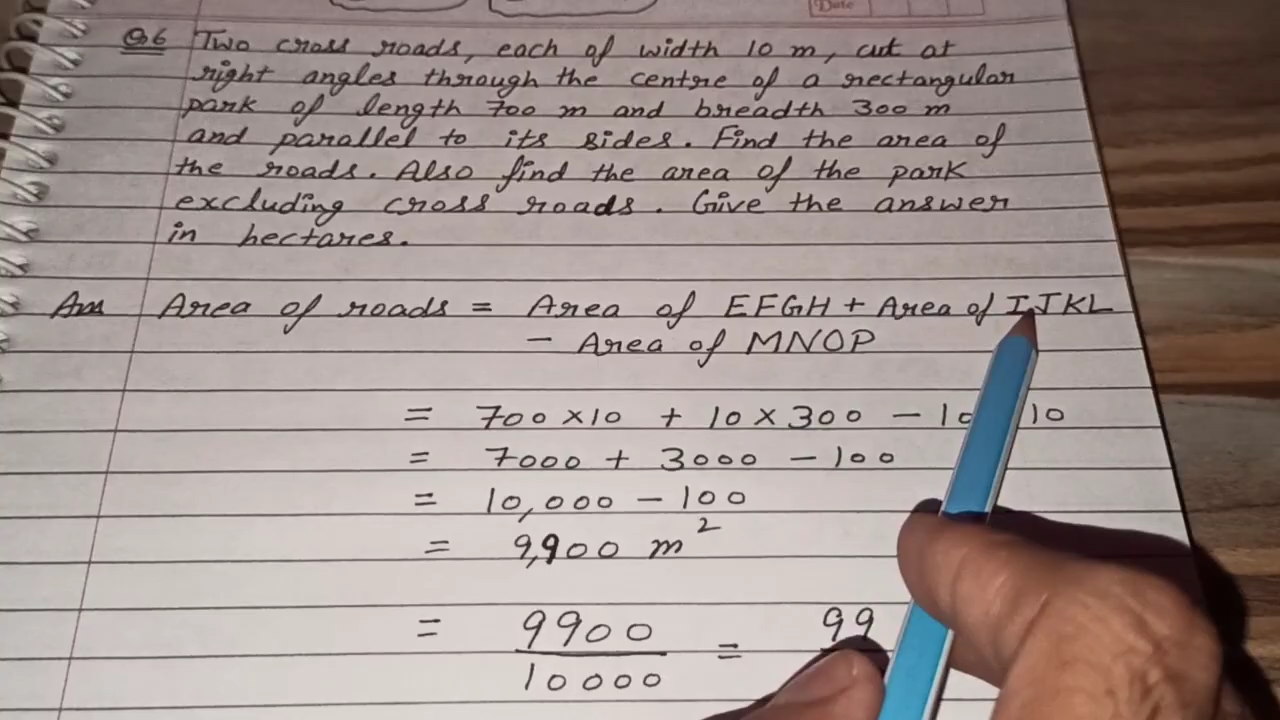 Date
Q6 Two cross roads, each of width 10 m, cut at
right angles through the centre of a rectangular
park of length 700 m and breadth 300 m
and parallel to its sides. Find the area of
the roads. Also find the area of the park
excluding cross roads. Give the answer
in hectares.
Ans Area of roads = Area of EFGH + Area of IJKL
- Area of MNOP
= 700 × 10 + 10 × 300 - 10 10
= 7000 + 3000 - 100
= 10,000 - 100
= 9,900 m²
= 9900/10000 = 99